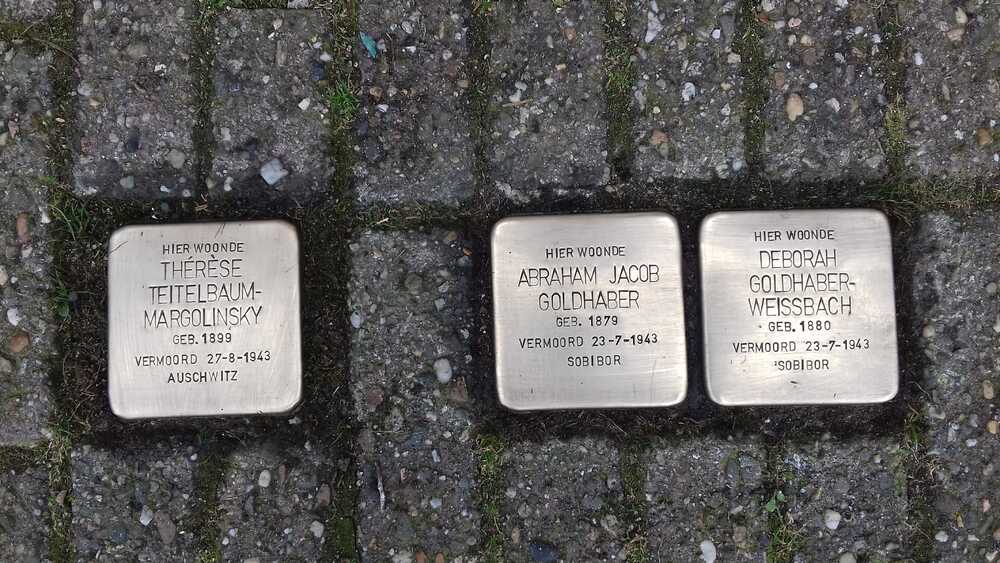 HIER WOONDE
THÉRÈSE
TEITELBAUM-
MARGOLINSKY
GEB. 1899
VERMOORD 27-8-1943
AUSCHWITZ
HIER WOONDE
ABRAHAM JACOB
GOLDHABER
GEB. 1879
VERMOORD 23-7-1943
SOBIBOR
HIER WOONDE
DEBORAH
GOLDHABER-
WEISSBACH
GEB. 1880
VERMOORD 23-7-1943
SOBIBOR